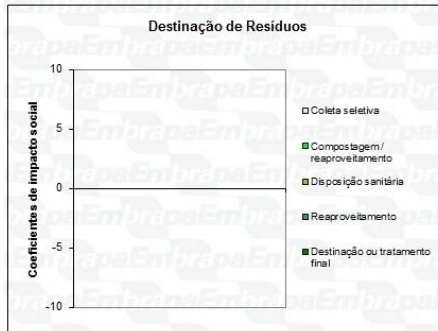 Destinação de Resíduos
Coeficientes de impacto social
10
5
0
-5
-10
Coleta seletiva
Compostagem /
reaproveitamento
Disposição sanitária
Reaproveitamento
Destinação ou tratamento
final
Embrapa